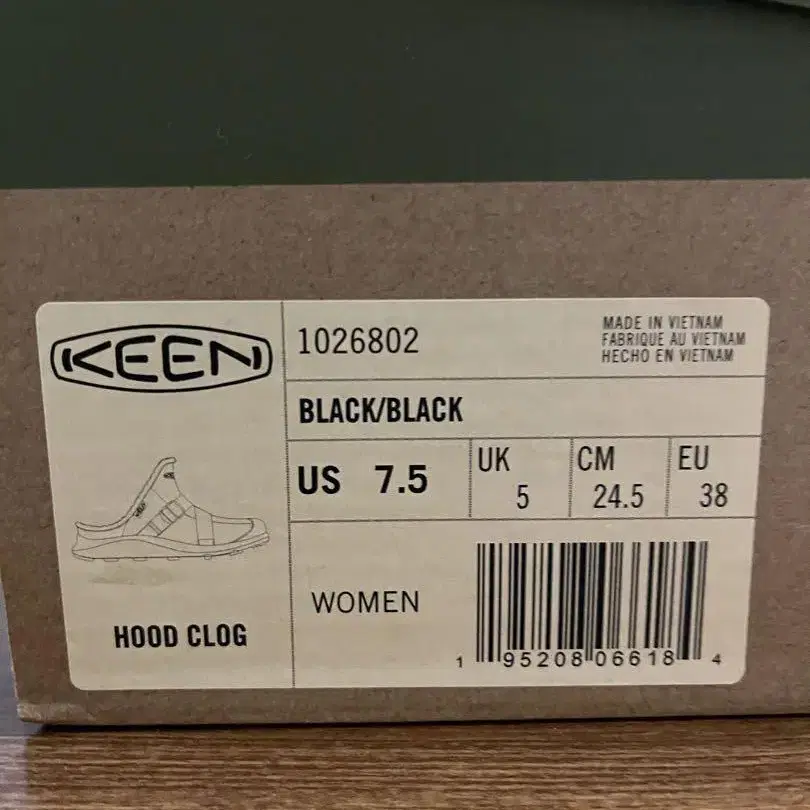 KEEN
1026802
MADE IN VIETNAM
FABRIQUE AU VIETNAM
HECHO EN VIETNAM
BLACK/BLACK
US 7.5
UK 5
CM 24.5
EU 38
HOOD CLOG
WOMEN
1 95208 06618 4